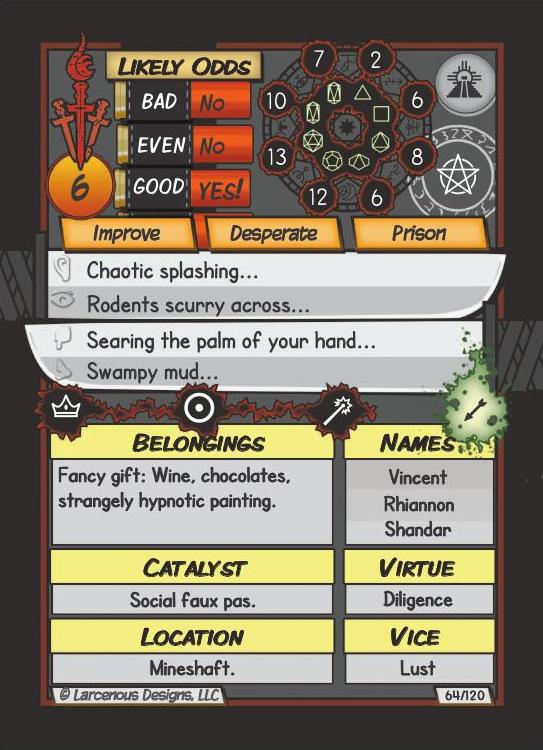 LIKELY ODDS
BAD No
EVEN No
GOOD YES!
6
7 2
10 6
13 8
12 6
Improve Desperate Prison
Chaotic splashing...
Rodents scurry across...
Searing the palm of your hand...
Swampy mud...
BELONGINGS
Fancy gift: Wine, chocolates,
strangely hypnotic painting.
NAMES
Vincent
Rhiannon
Shandar
CATALYST
Social faux pas.
VIRTUE
Diligence
LOCATION
Mineshaft.
VICE
Lust
© Larcenous Designs, LLC
64/120